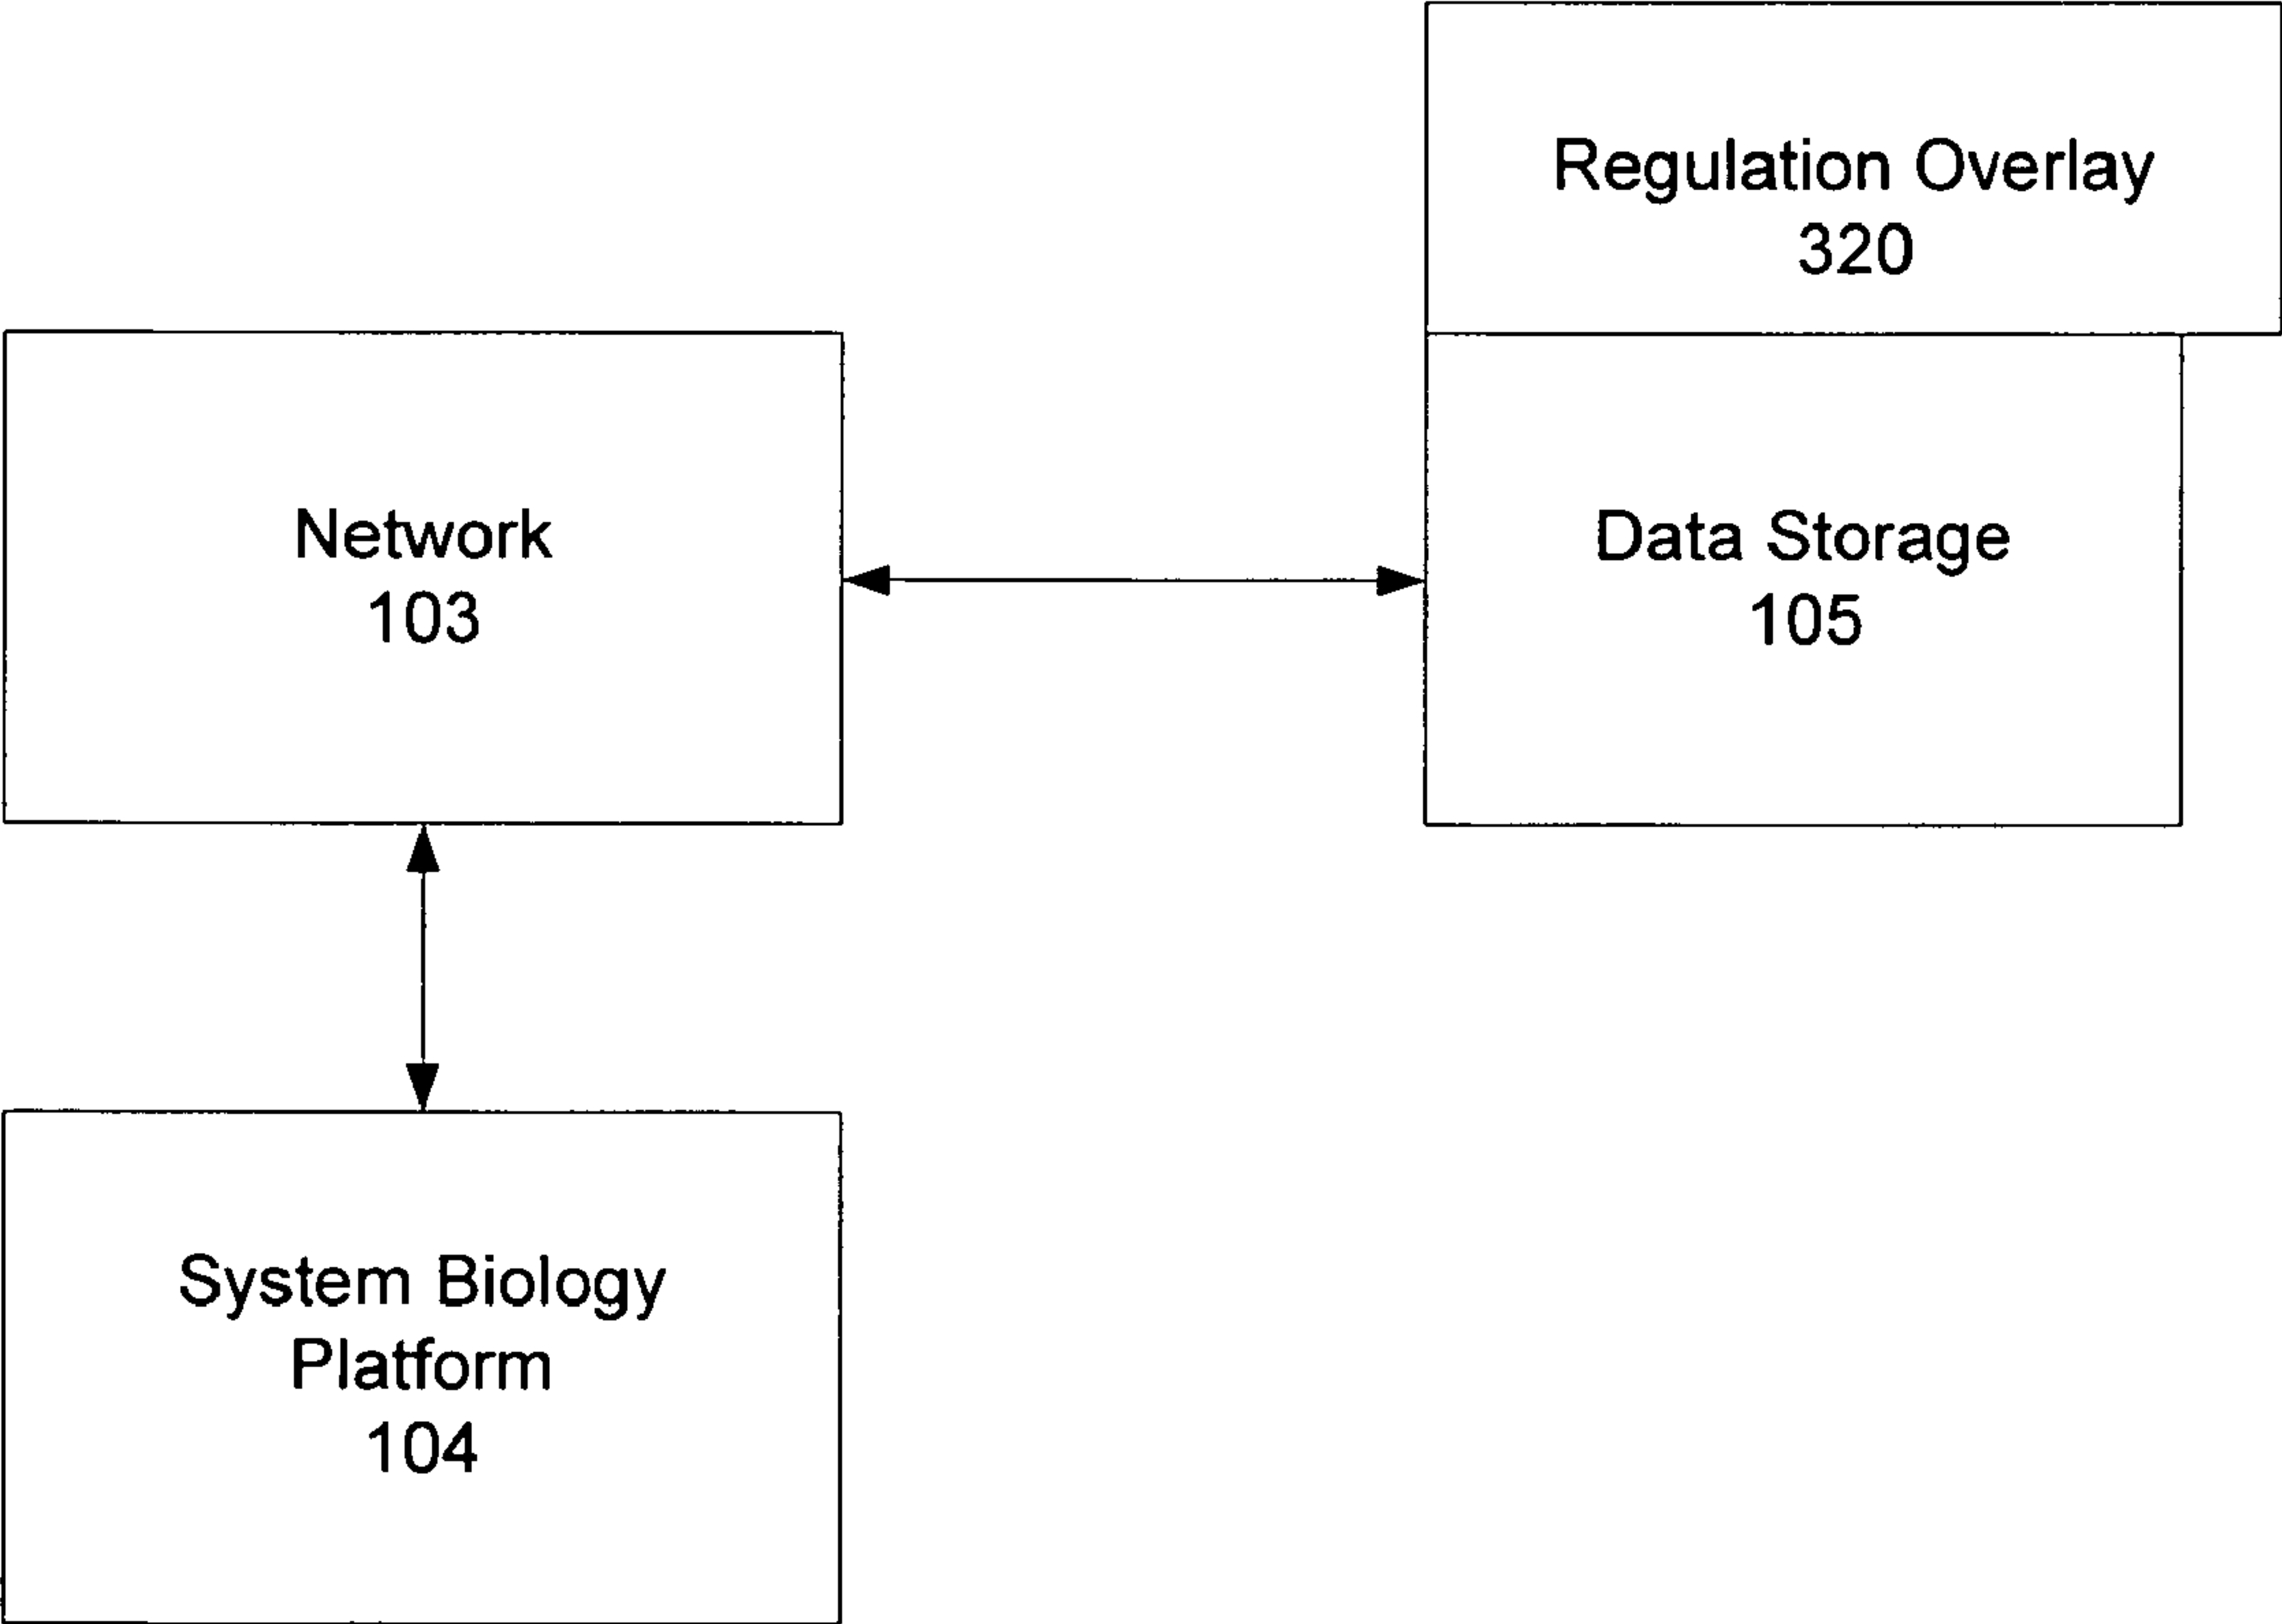 Regulation Overlay
320
Network
103
Data Storage
105
System Biology
Platform
104